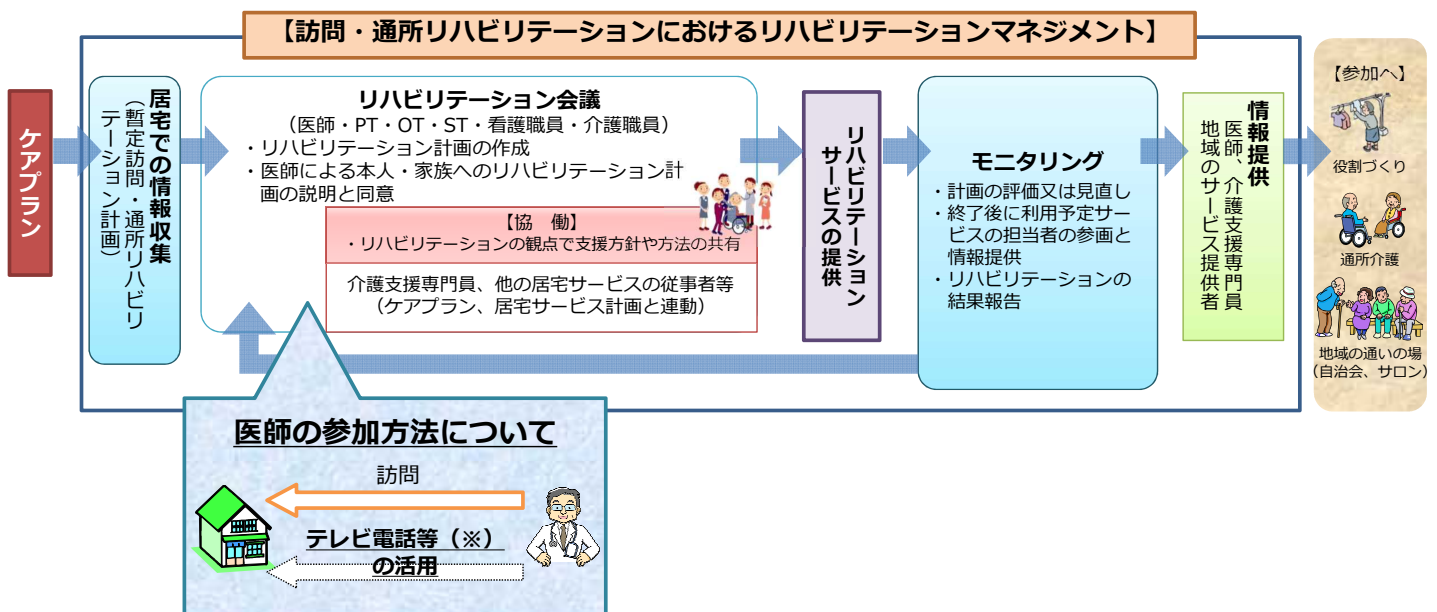 【訪問・通所リハビリテーションにおけるリハビリテーションマネジメント】
ケアプラン
居宅での情報収集
（暫定訪問・通所リハビリ
テーション計画）
リハビリテーション会議
（医師・PT・OT・ST・看護職員・介護職員）
・リハビリテーション計画の作成
・医師による本人・家族へのリハビリテーション計
画の説明と同意
【協　働】
・リハビリテーションの観点で支援方針や方法の共有
介護支援専門員、他の居宅サービスの従事者等
（ケアプラン、居宅サービス計画と連動）
リハビリテーション
サービスの提供
モニタリング
・計画の評価又は見直し
・終了後に利用予定サー
ビスの担当者の参画と
情報提供
・リハビリテーションの
結果報告
情報提供
医師、介護支援専門員
地域のサービス提供者
【参加へ】
役割づくり
通所介護
地域の通いの場
（自治会、サロン）
医師の参加方法について
訪問
テレビ電話等（※）
の活用